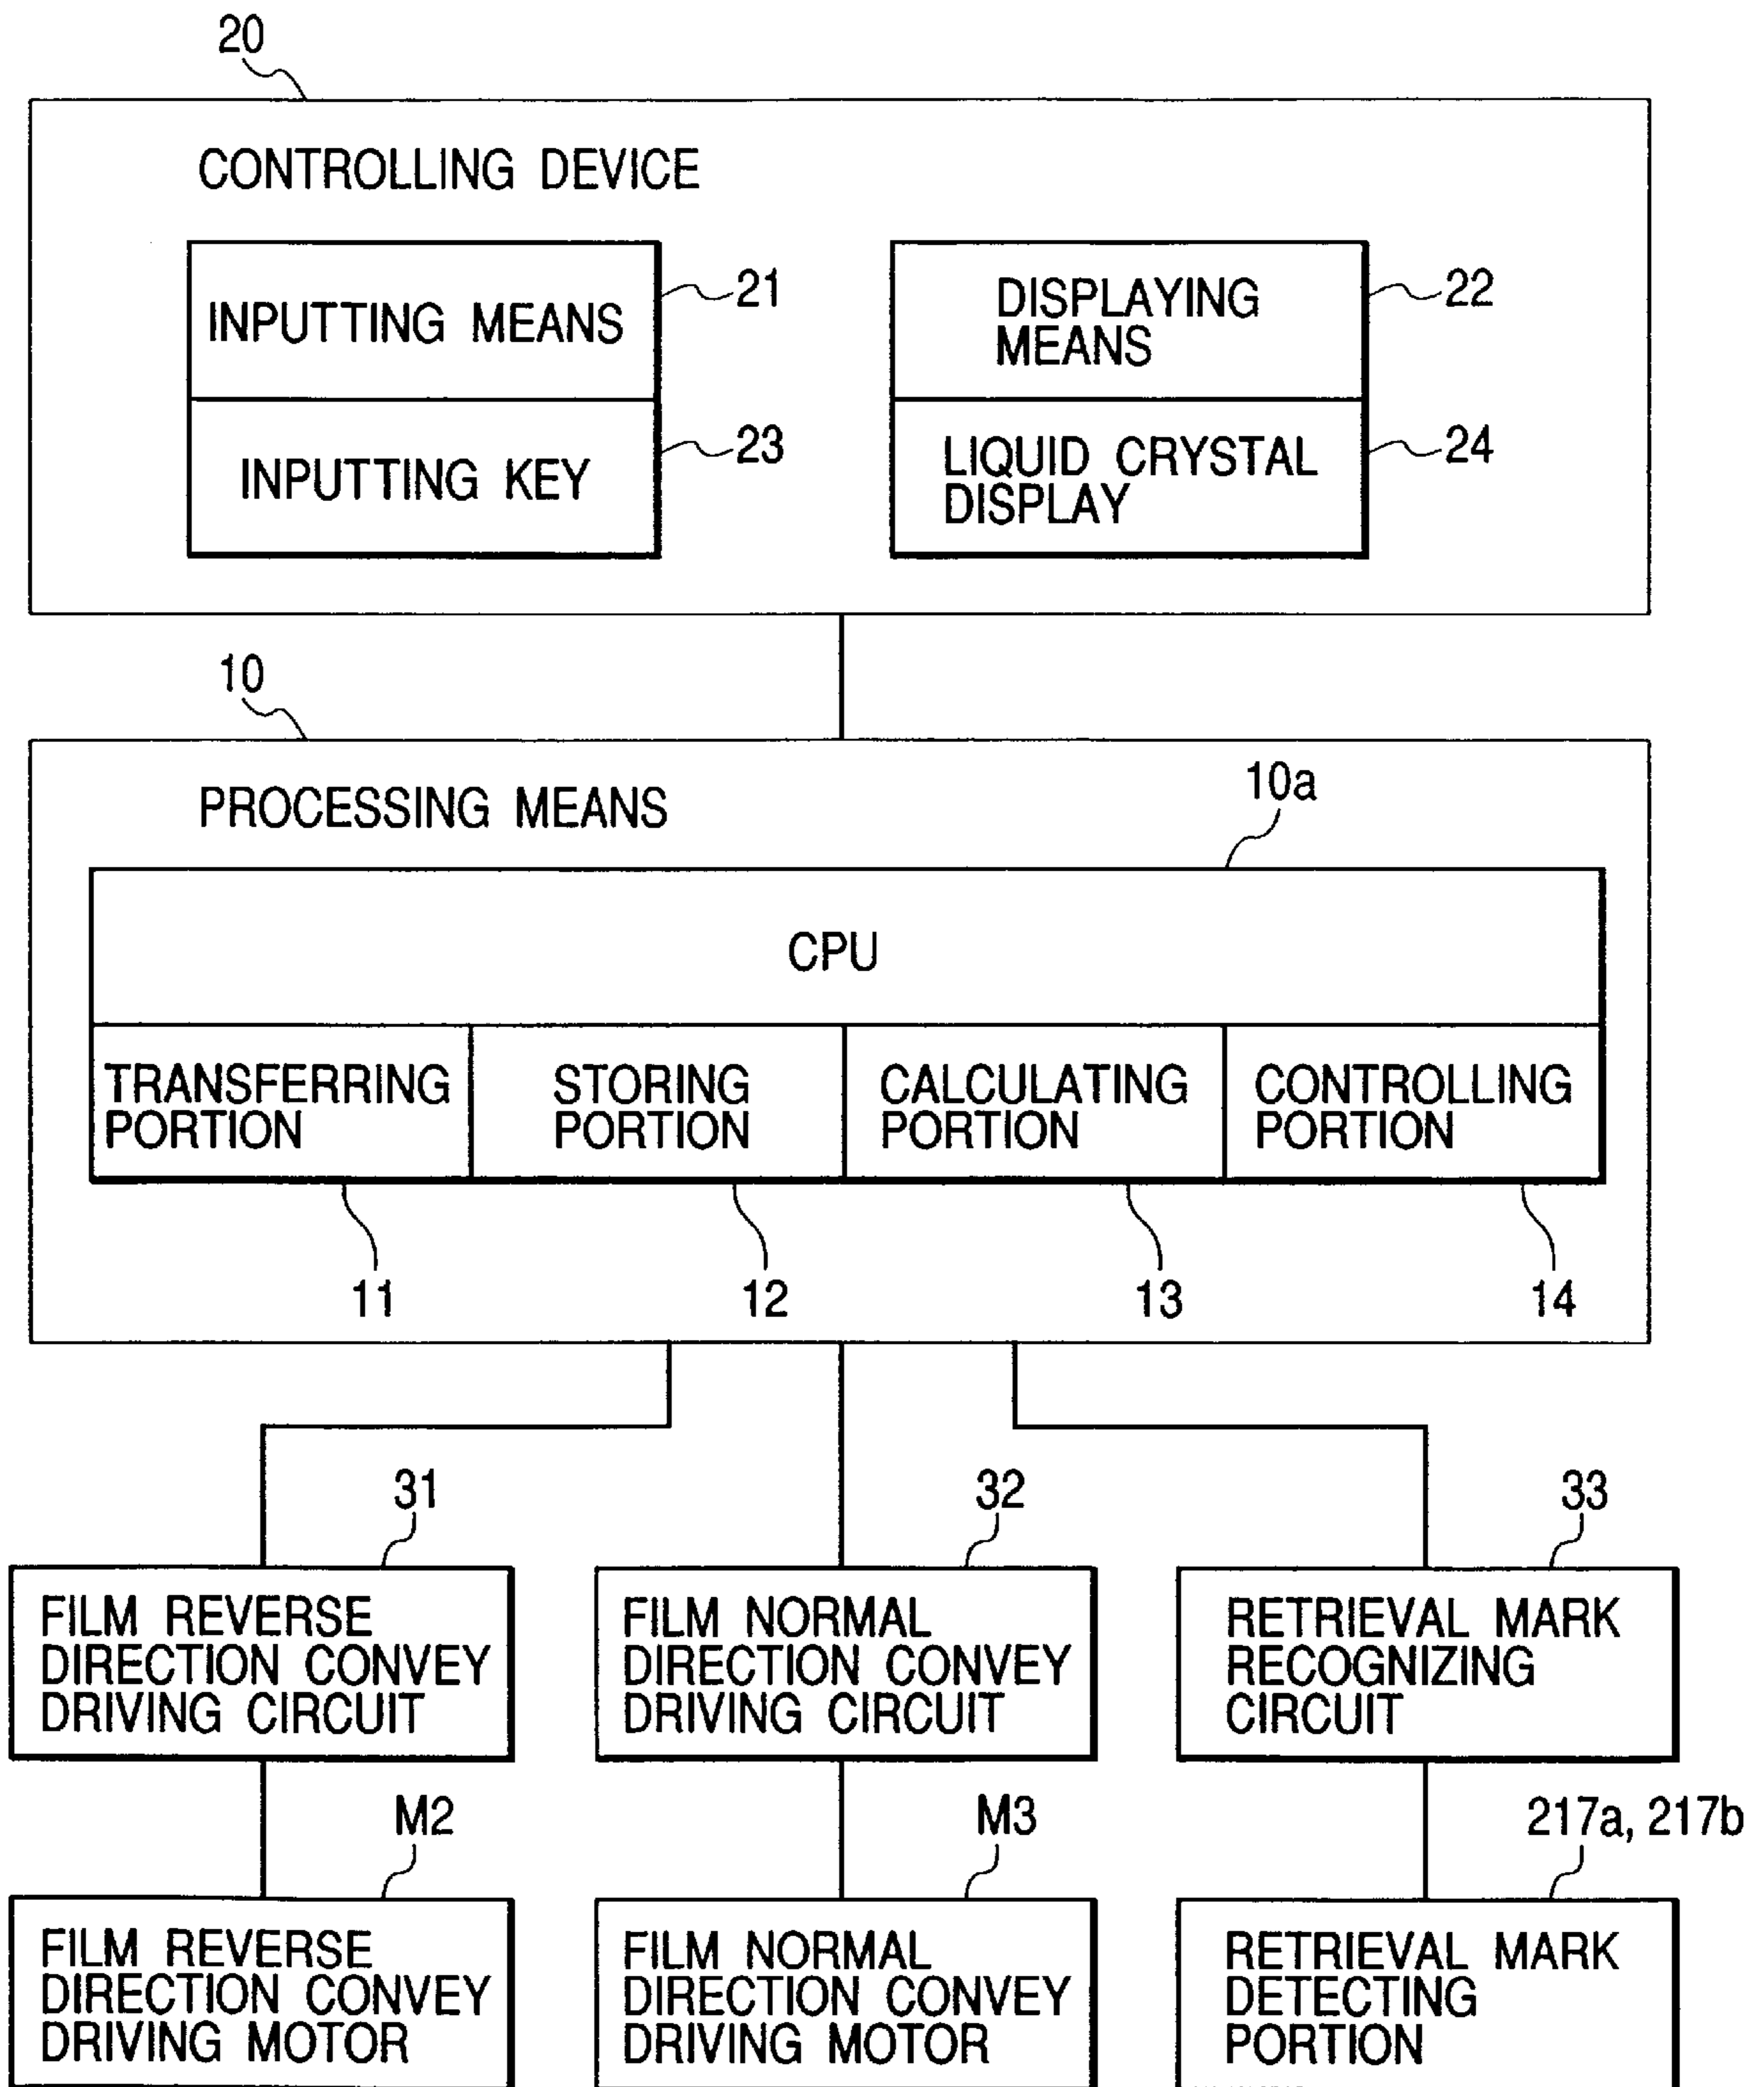 20
CONTROLLING DEVICE
INPUTTING MEANS
21
DISPLAYING
MEANS
22
INPUTTING KEY
23
LIQUID CRYSTAL
DISPLAY
24
10
PROCESSING MEANS
10a
CPU
TRANSFERRING
PORTION
STORING
PORTION
CALCULATING
PORTION
CONTROLLING
PORTION
11
12
13
14
31
32
33
FILM REVERSE
DIRECTION CONVEY
DRIVING CIRCUIT
FILM NORMAL
DIRECTION CONVEY
DRIVING CIRCUIT
RETRIEVAL MARK
RECOGNIZING
CIRCUIT
M2
M3
217a, 217b
FILM REVERSE
DIRECTION CONVEY
DRIVING MOTOR
FILM NORMAL
DIRECTION CONVEY
DRIVING MOTOR
RETRIEVAL MARK
DETECTING
PORTION